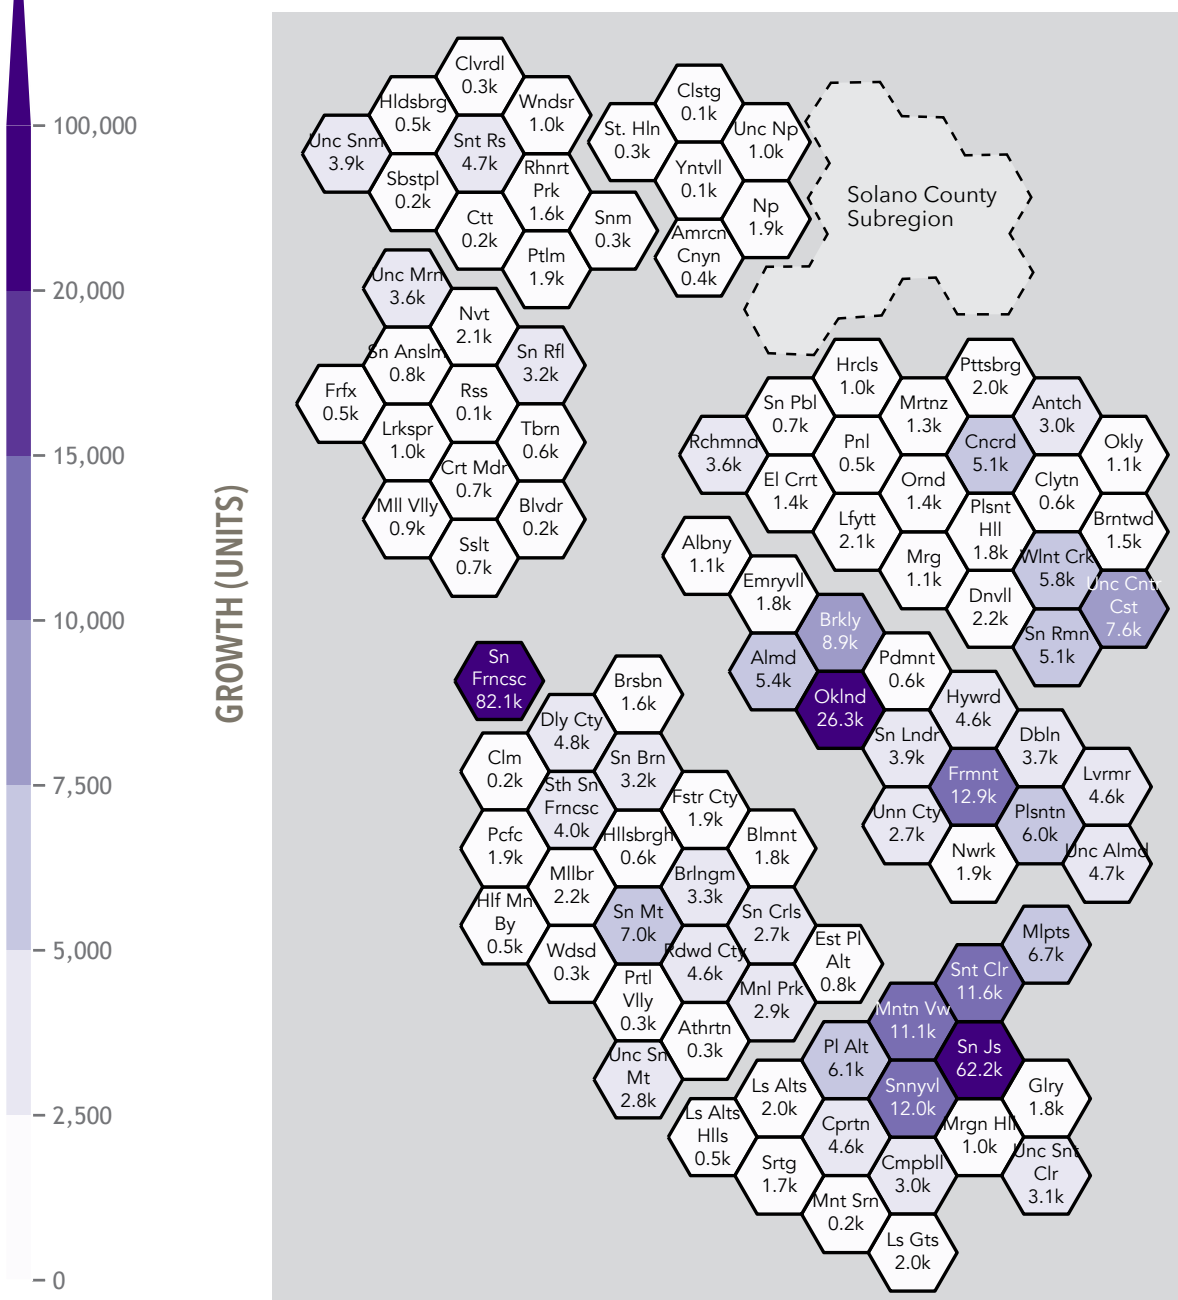 100,000
20,000
15,000
10,000
7,500
5,000
2,500
0
GROWTH (UNITS)
Clvrdl
0.3k
Hldsbrg
0.5k
Wndsr
1.0k
Unc Snm
3.9k
Snt Rs
4.7k
Sbstpl
0.2k
Rhnrt
Prk
1.6k
Ctt
0.2k
Snm
0.3k
Ptlm
1.9k
Clstg
0.1k
St. Hln
0.3k
Unc Np
1.0k
Yntvll
0.1k
Np
1.9k
Amrcn
Cnyn
0.4k
Solano County
Subregion
Unc Mrn
3.6k
Nvt
2.1k
Sn Anslm
0.8k
Sn Rfl
3.2k
Frfx
0.5k
Rss
0.1k
Lrkspr
1.0k
Tbrn
0.6k
Crt Mdr
0.7k
Mll Vlly
0.9k
Blvdr
0.2k
Sslt
0.7k
Hrcls
1.0k
Pttsbrg
2.0k
Sn Pbl
0.7k
Mrtnz
1.3k
Antch
3.0k
Rchmnd
3.6k
Pnl
0.5k
Cncrd
5.1k
Okly
1.1k
El Crrt
1.4k
Ornd
1.4k
Clytn
0.6k
Lfytt
2.1k
Plsnt
Hll
1.8k
Brntwd
1.5k
Mrg
1.1k
Wlnt Crk
5.8k
Dnvll
2.2k
Unc Cntr
Cst
7.6k
Sn Rmn
5.1k
Albny
1.1k
Emryvll
1.8k
Brkly
8.9k
Almd
5.4k
Pdmnt
0.6k
Oklnd
26.3k
Hywrd
4.6k
Sn Lndr
3.9k
Dbln
3.7k
Frmnt
12.9k
Lvrmr
4.6k
Unn Cty
2.7k
Plsntn
6.0k
Nwrk
1.9k
Unc Almd
4.7k
Sn
Frncsc
82.1k
Brsbn
1.6k
Dly Cty
4.8k
Clm
0.2k
Sn Brn
3.2k
Sth Sn
Frncsc
4.0k
Fstr Cty
1.9k
Pcfc
1.9k
Hllsbrgh
0.6k
Blmnt
1.8k
Mllbr
2.2k
Brlngm
3.3k
Hlf Mn
By
0.5k
Sn Mt
7.0k
Sn Crls
2.7k
Wdsd
0.3k
Rdwd Cty
4.6k
Est Pl
Alt
0.8k
Prtl
Vlly
0.3k
Mnl Prk
2.9k
Athrtn
0.3k
Unc Sn
Mt
2.8k
Mlpts
6.7k
Snt Clr
11.6k
Mntn Vw
11.1k
Pl Alt
6.1k
Sn Js
62.2k
Ls Alts
2.0k
Snnyvl
12.0k
Glry
1.8k
Ls Alts
Hlls
0.5k
Cprtn
4.6k
Mrgn Hll
1.0k
Srtg
1.7k
Cmpbll
3.0k
Unc Snt
Clr
3.1k
Mnt Srn
0.2k
Ls Gts
2.0k